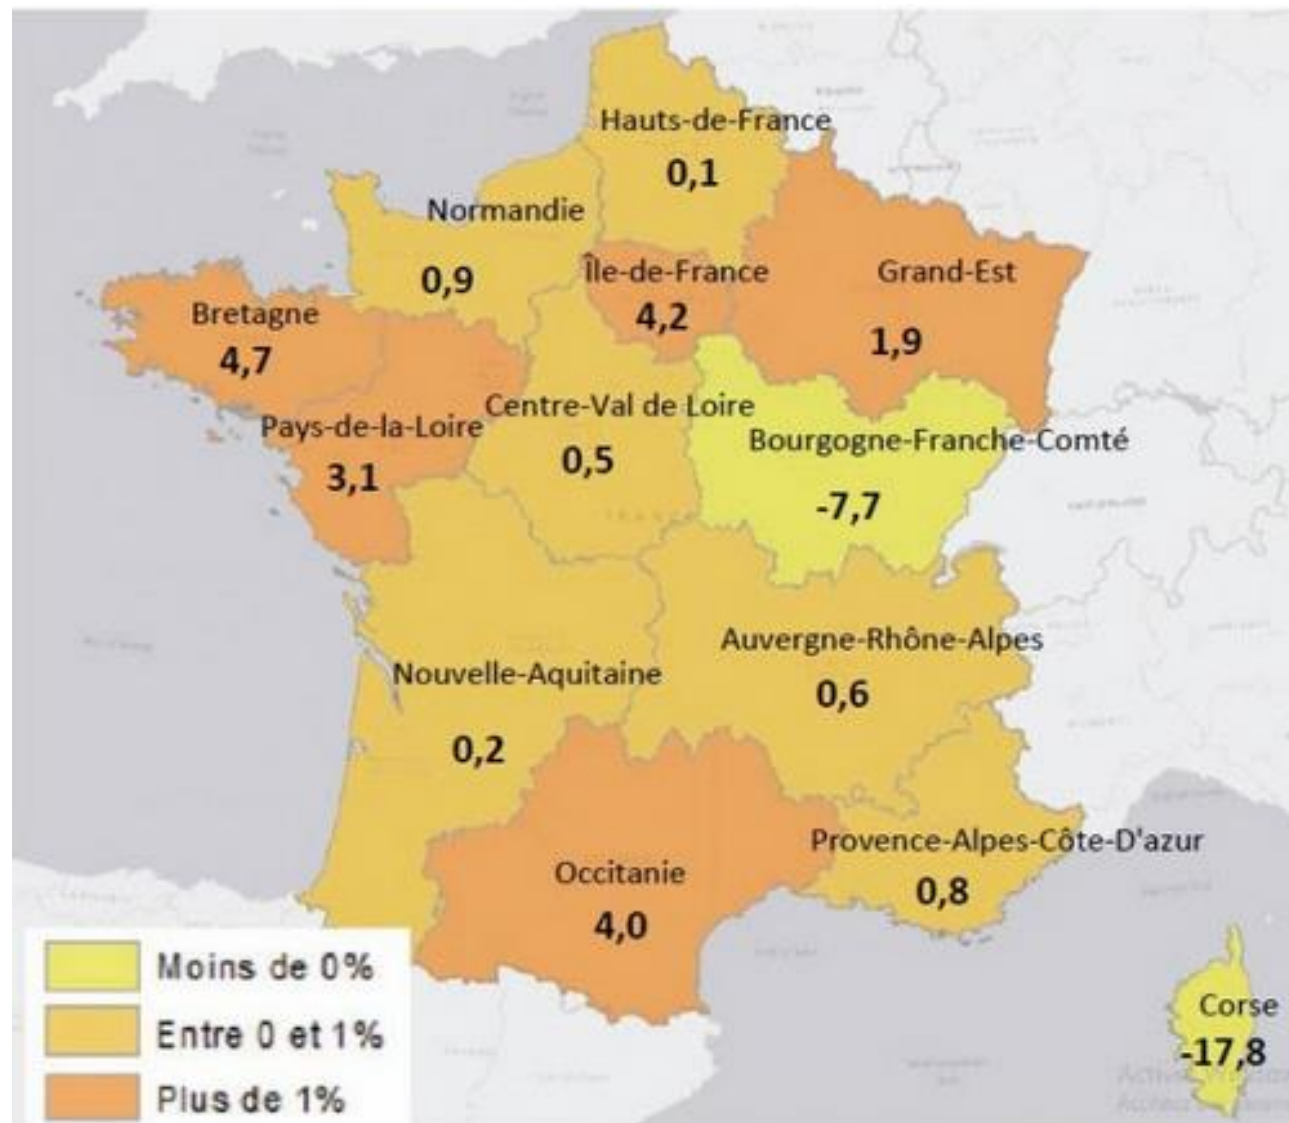 Hauts-de-France
0,1
Normandie
0,9
Île-de-France
4,2
Grand-Est
1,9
Bretagne
4,7
Pays-de-la-Loire
3,1
Centre-Val de Loire
0,5
Bourgogne-Franche-Comté
-7,7
Auvergne-Rhône-Alpes
0,6
Nouvelle-Aquitaine
0,2
Provence-Alpes-Côte-D'azur
0,8
Occitanie
4,0
Corse
-17,8
Moins de 0%
Entre 0 et 1%
Plus de 1%